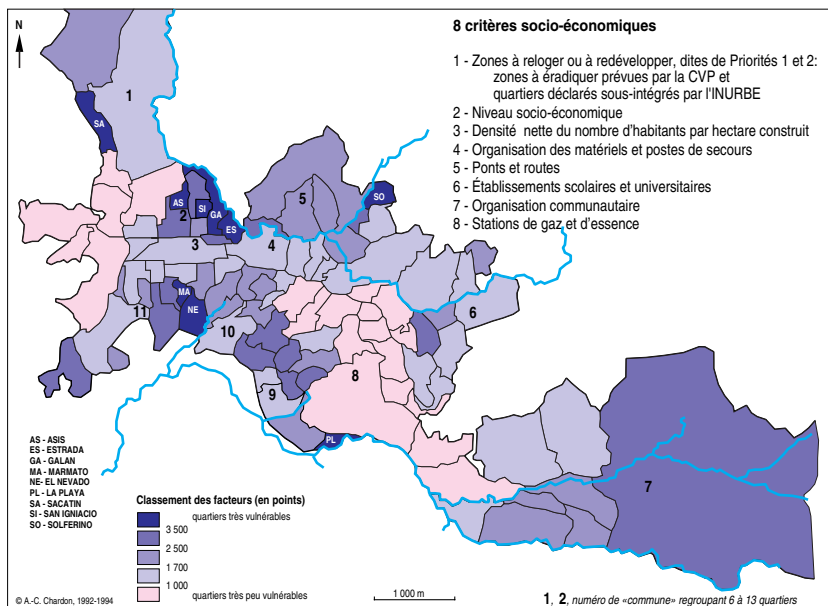 N
8 critères socio-économiques
1 - Zones à reloger ou à redévelopper, dites de Priorités 1 et 2:
zones à éradiquer prévues par la CVP et
quartiers déclarés sous-intégrés par l'INURBE
2 - Niveau socio-économique
3 - Densité nette du nombre d'habitants par hectare construit
4 - Organisation des matériels et postes de secours
5 - Ponts et routes
6 - Établissements scolaires et universitaires
7 - Organisation communautaire
8 - Stations de gaz et d'essence
1
SA
AS
2
SI
GA
ES
5
SO
3
4
MA
NE
11
10
6
9
8
PL
7
AS - ASIS
ES - ESTRADA
GA - GALAN
MA - MARMATO
NE- EL NEVADO
PL - LA PLAYA
SA - SACATIN
SI - SAN IGNIACIO
SO - SOLFERINO
Classement des facteurs (en points)
quartiers très vulnérables
3 500
2 500
1 700
1 000
quartiers très peu vulnérables
1 000 m
© A.-C. Chardon, 1992-1994
1, 2, numéro de «commune» regroupant 6 à 13 quartiers